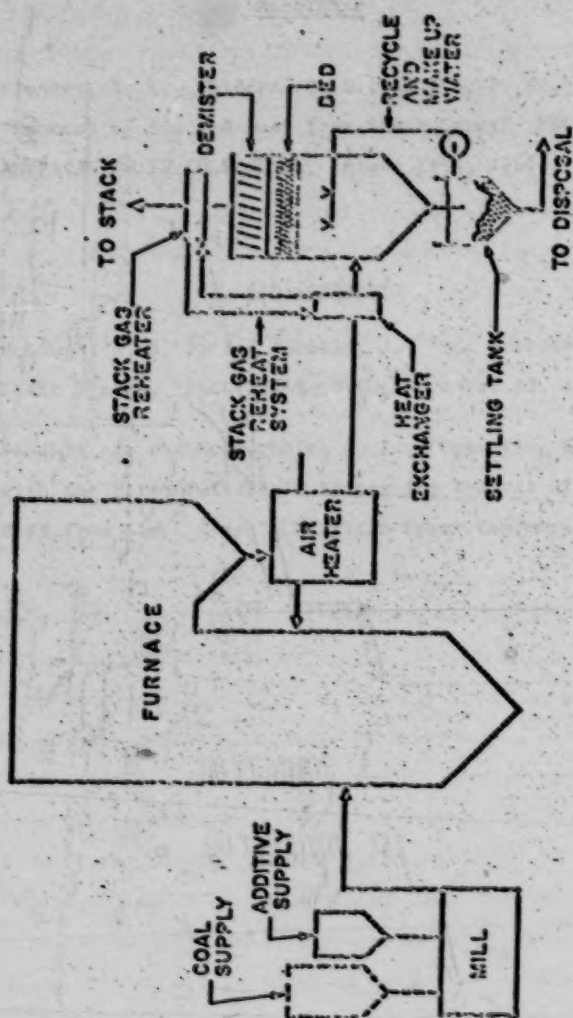 COAL
SUPPLY
ADDITIVE
SUPPLY
MILL
FURNACE
AIR
HEATER
STACK GAS
REHEATER
TO STACK
DEMISTER
BED
RECYCLE
AND
MAKE UP
WATER
STACK GAS
REHEAT
SYSTEM
HEAT
EXCHANGER
SETTLING TANK
TO DISPOSAL